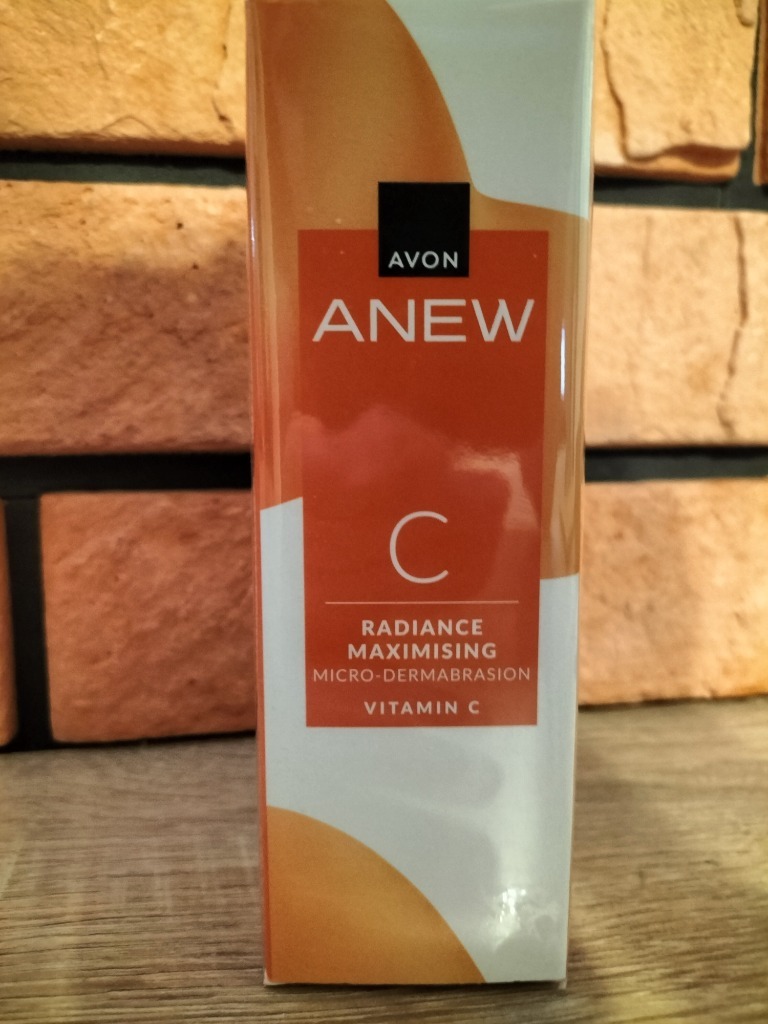 AVON
ANEW
C
RADIANCE
MAXIMISING
MICRO-DERMABRASION
VITAMIN C